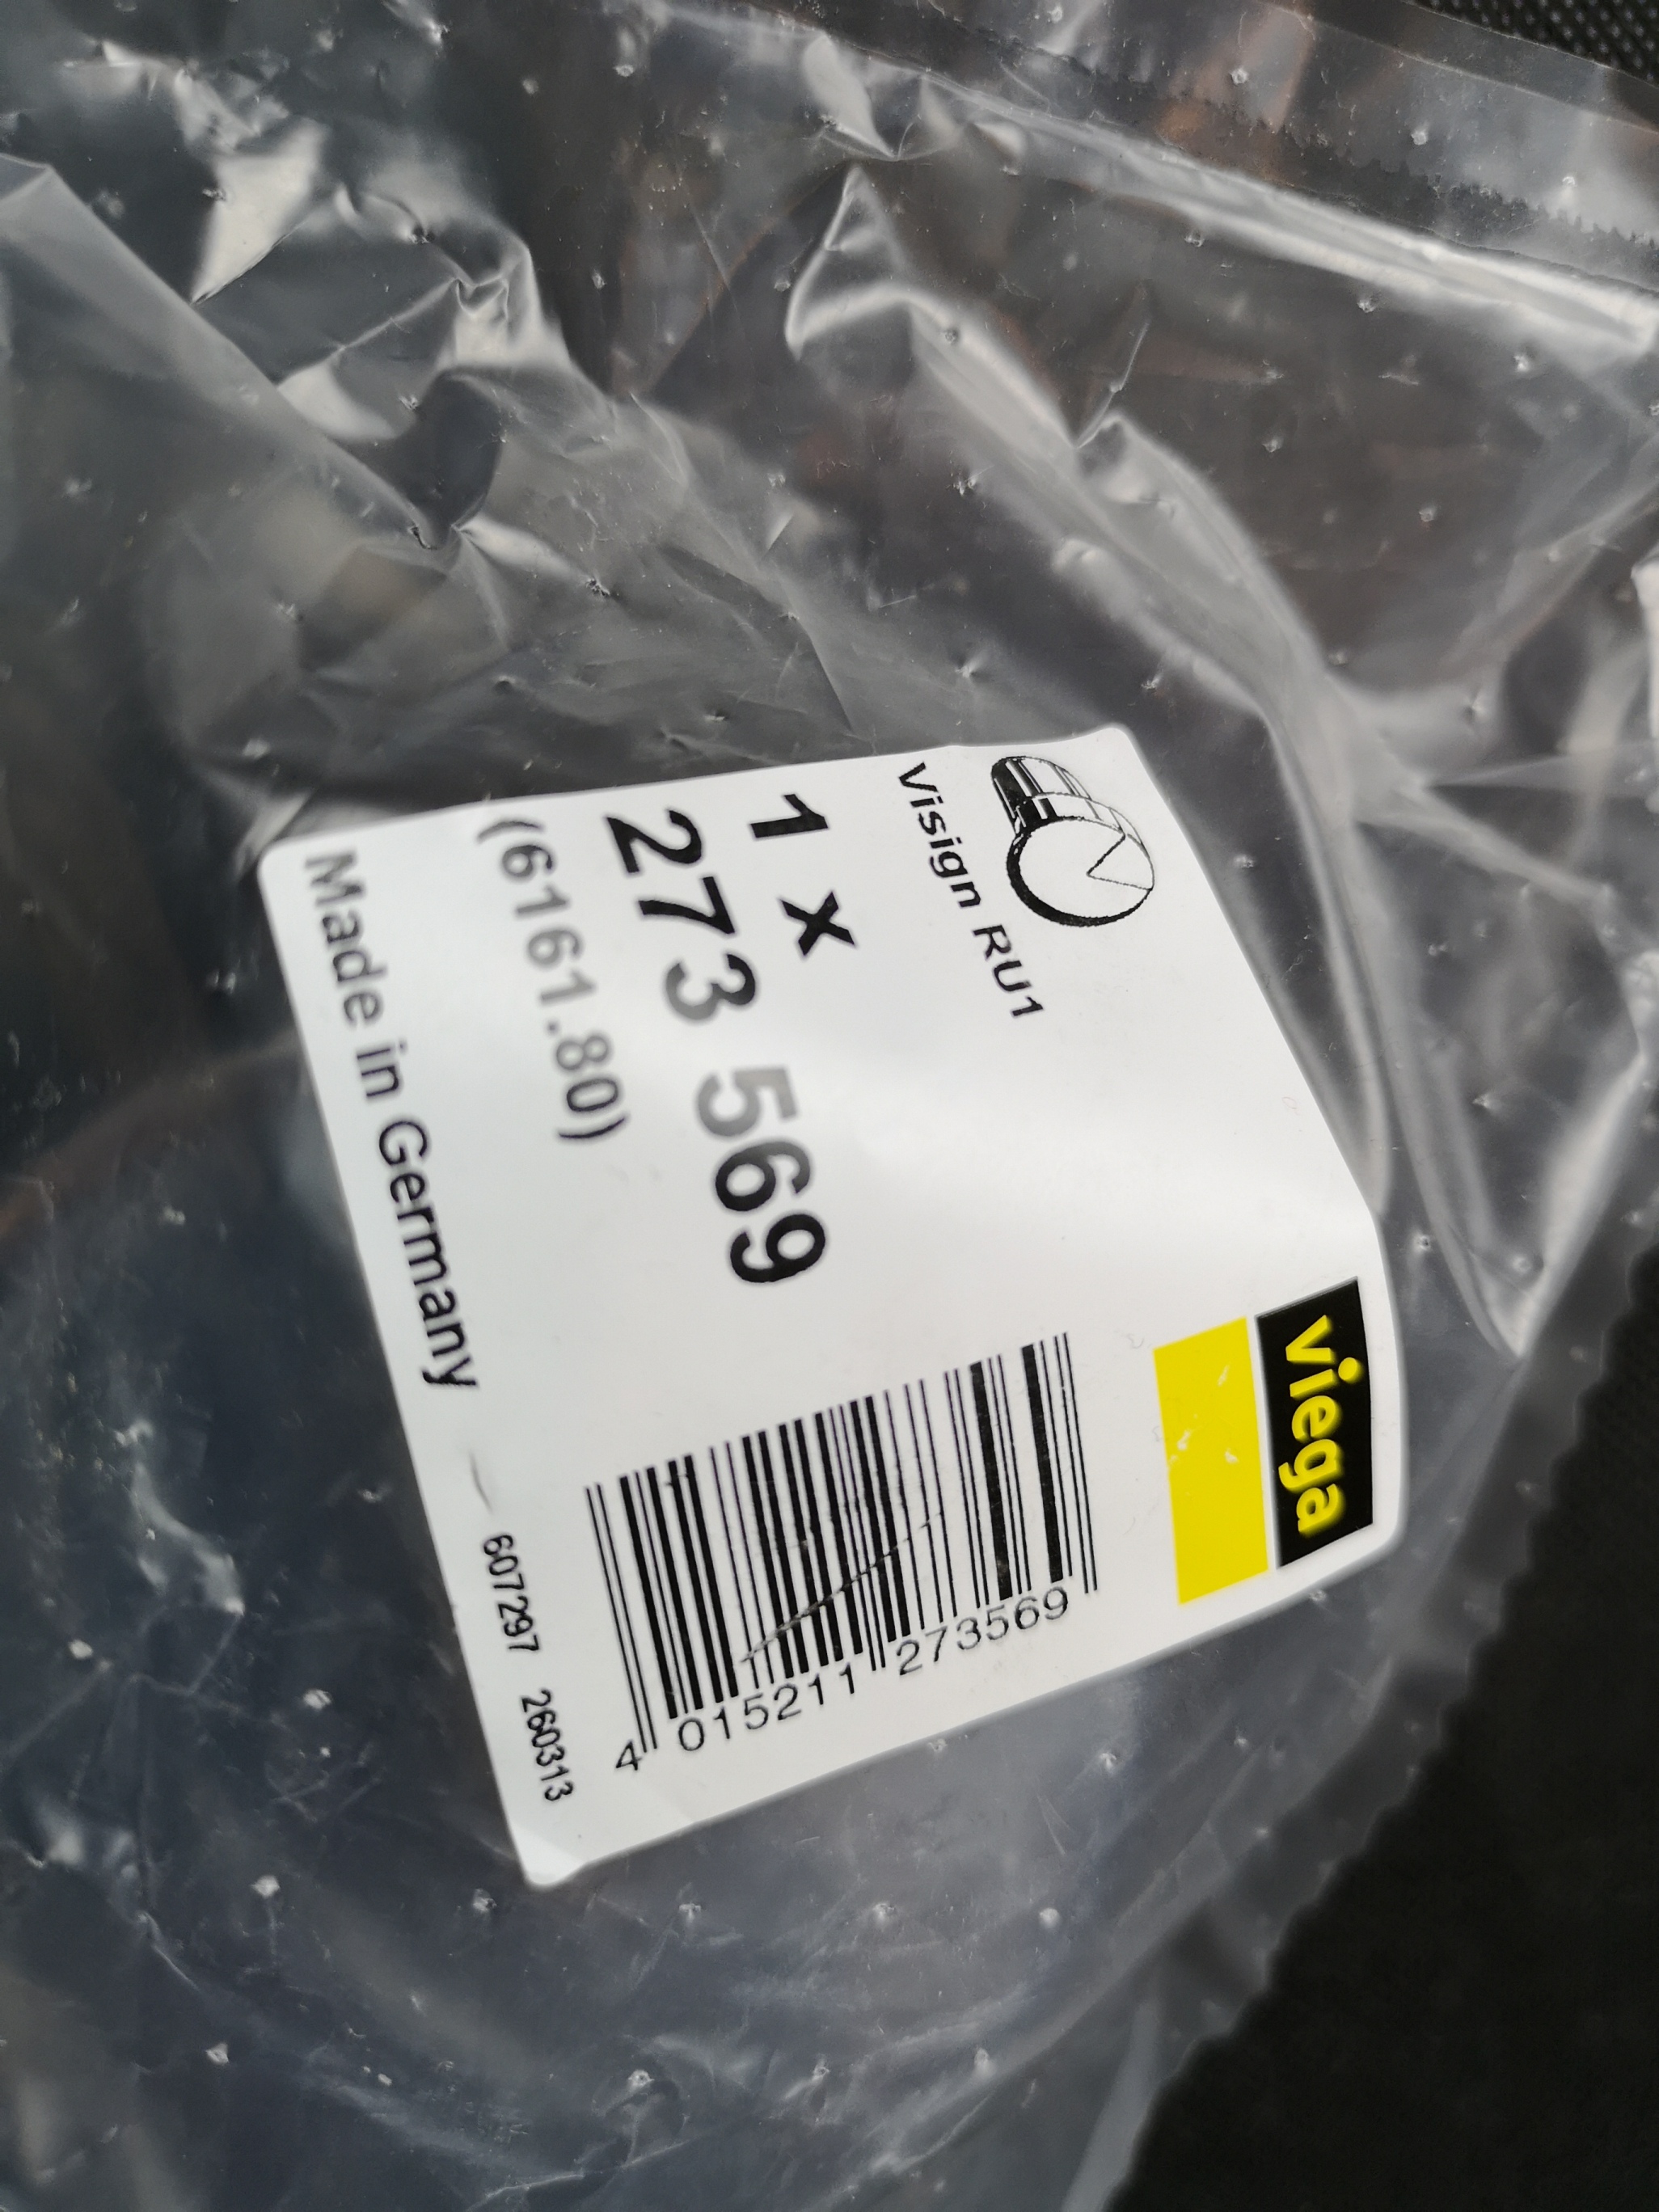 viega
Visign RU1
1 x
273 569
(6161.80)
Made in Germany
4 015211 273569
607297 260313